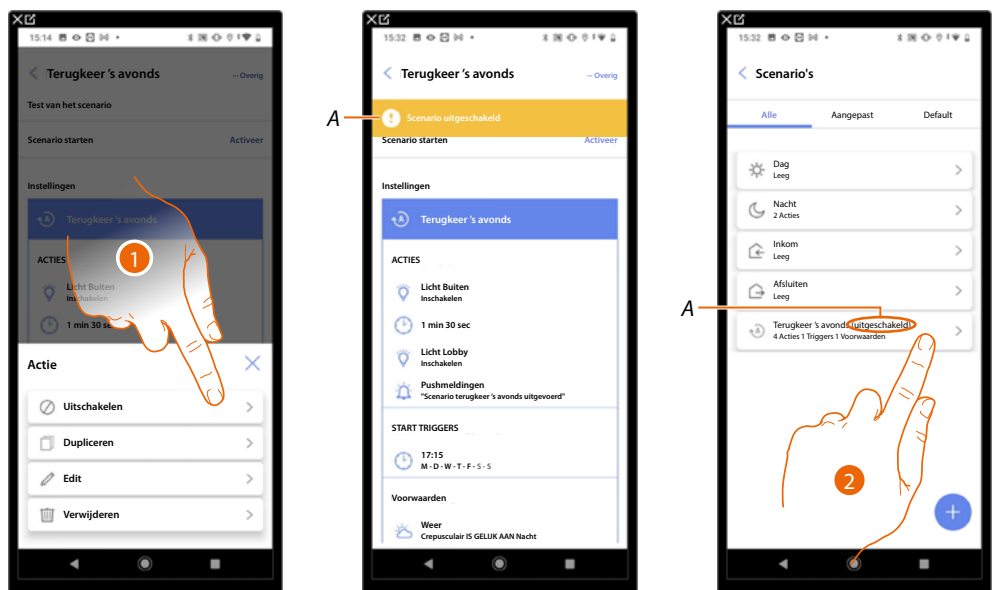 15:14
Terugkeer 's avonds
... Overig
Test van het scenario
Scenario starten Activeer
Instellingen
Terugkeer 's avonds
ACTIES
Licht Buiten
Inschakelen
1 min 30 sec
1
Actie
Uitschakelen
Dupliceren
Edit
Verwijderen
A
15:32
Terugkeer 's avonds
... Overig
Scenario uitgeschakeld
Scenario starten Activeer
Instellingen
Terugkeer 's avonds
ACTIES
Licht Buiten
Inschakelen
1 min 30 sec
Licht Lobby
Inschakelen
Pushmeldingen
"Scenario terugkeer 's avonds uitgevoerd"
START TRIGGERS
17:15
M - D - W - T - F - S - S
Voorwaarden
Weer
Crepusculair IS GELIJK AAN Nacht
A
15:32
Scenario's
Alle Aangepast Default
Dag
Leeg
Nacht
2 Acties
Inkom
Leeg
Afsluiten
Leeg
Terugkeer 's avonds (uitgeschakeld)
4 Acties 1 Triggers 1 Voorwaarden
2